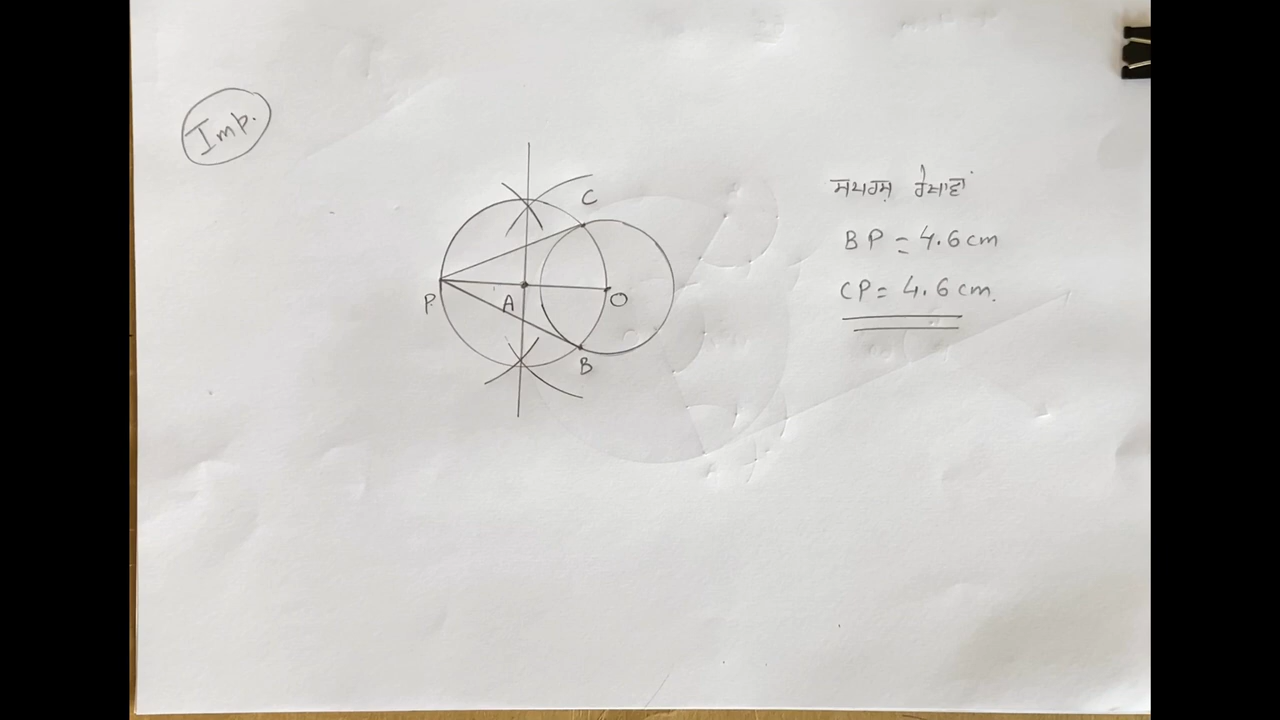 Imp.
C
P.
A
O
B
ਸਪਰਸ਼ ਰੇਖਾਵਾਂ
BP = 4.6 cm
CP = 4.6 cm.